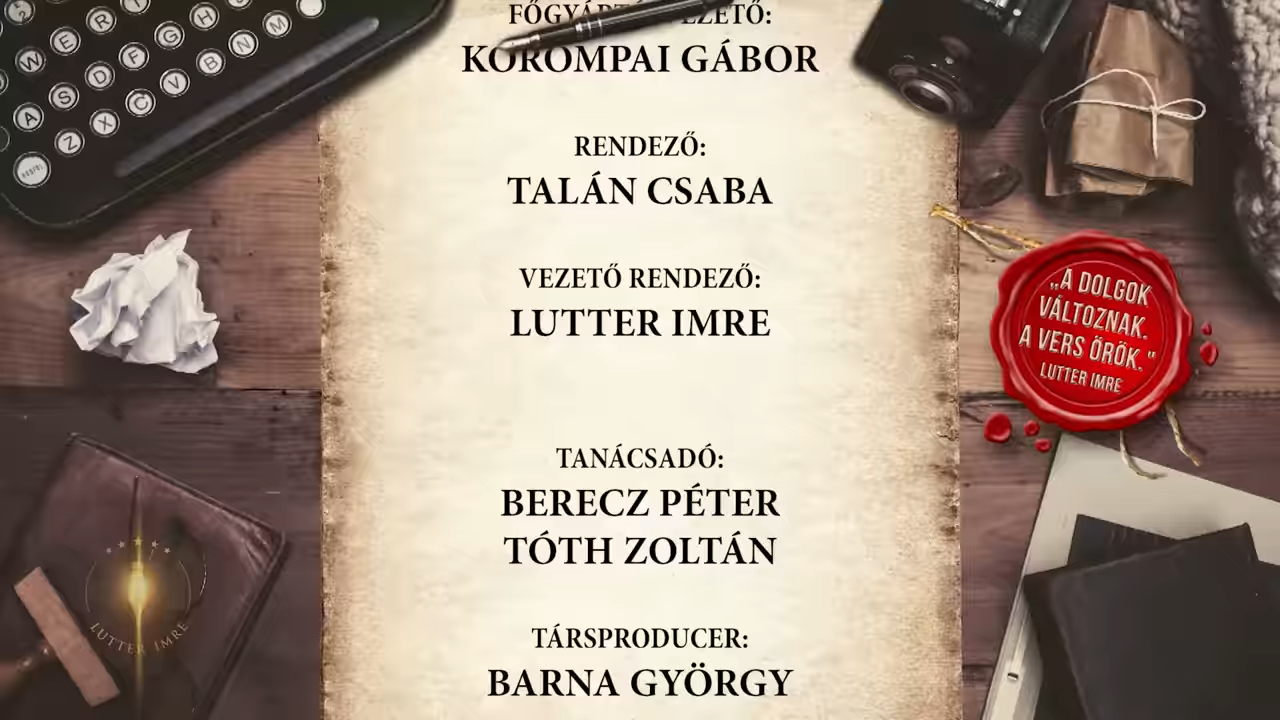 KOROMPAI GÁBOR
RENDEZŐ:
TALÁN CSABA
VEZETŐ RENDEZŐ:
LUTTER IMRE
TANÁCSADÓ:
BERECZ PÉTER
TÓTH ZOLTÁN
TÁRSPRODUCER:
BARNA GYÖRGY
„A DOLGOK
VÁLTOZNAK.
A VERS ÖRÖK."
LUTTER IMRE
LUTTER IMRE